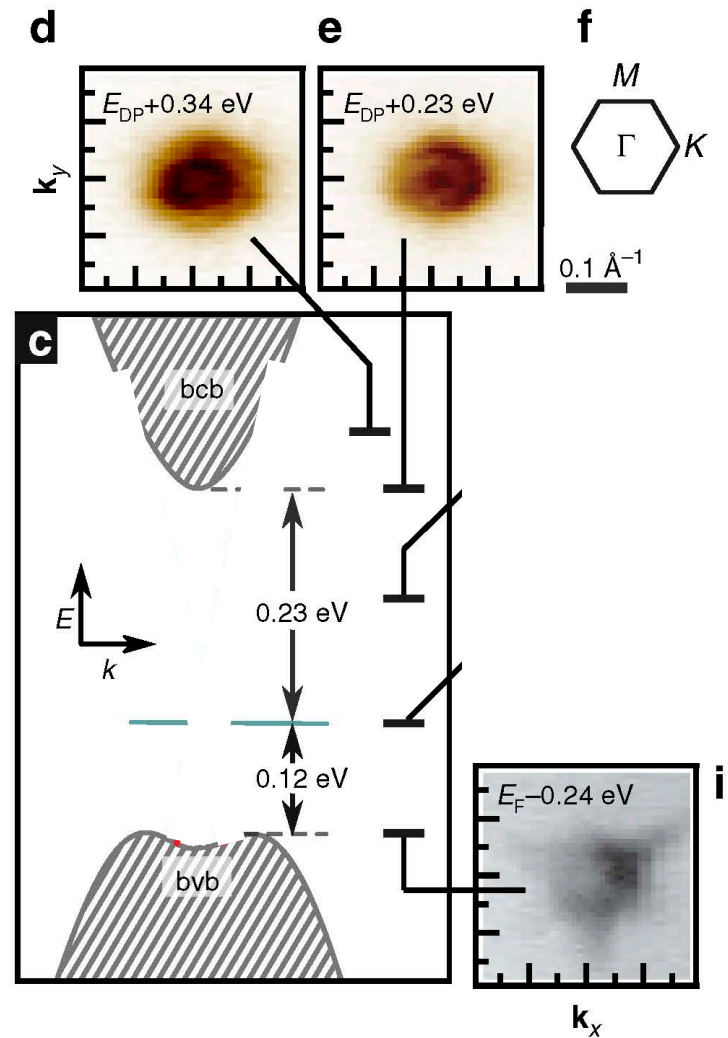 d
e
f
E_DP+0.34 eV
E_DP+0.23 eV
M
Γ
K
k_y
0.1 Å⁻¹
c
bcb
E
k
0.23 eV
0.12 eV
bvb
i
E_F−0.24 eV
k_x